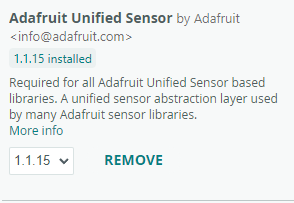 Adafruit Unified Sensor by Adafruit
<info@adafruit.com>
1.1.15 installed
Required for all Adafruit Unified Sensor based
libraries. A unified sensor abstraction layer used
by many Adafruit sensor libraries.
More info
1.1.15 REMOVE